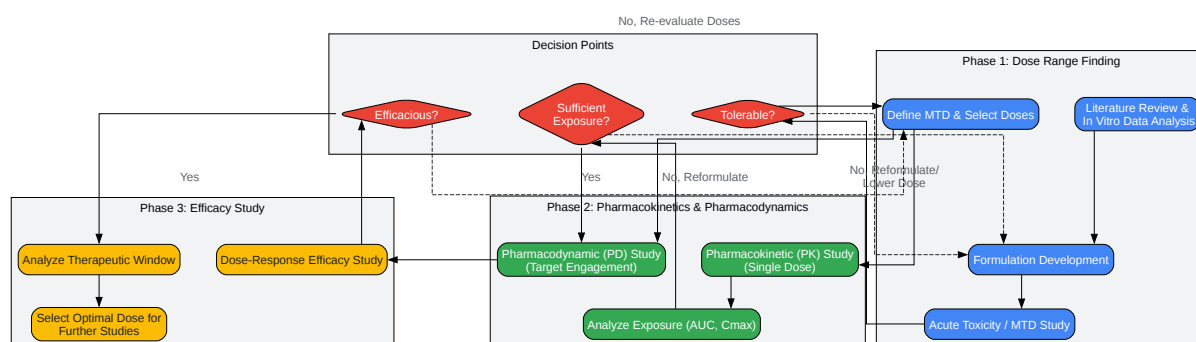 No, Re-evaluate Doses
Decision Points
Phase 1: Dose Range Finding
Efficacious?
Sufficient
Exposure?
Tolerable?
Define MTD & Select Doses
Literature Review &
In Vitro Data Analysis
Yes
Yes
No, Reformulate
No, Reformulate/
Lower Dose
Phase 3: Efficacy Study
Phase 2: Pharmacokinetics & Pharmacodynamics
Analyze Therapeutic Window
Dose-Response Efficacy Study
Pharmacodynamic (PD) Study
(Target Engagement)
Pharmacokinetic (PK) Study
(Single Dose)
Formulation Development
Select Optimal Dose for
Further Studies
Analyze Exposure (AUC, Cmax)
Acute Toxicity / MTD Study